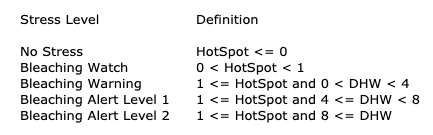 Stress Level Definition
No Stress HotSpot <= 0
Bleaching Watch 0 < HotSpot < 1
Bleaching Warning 1 <= HotSpot and 0 < DHW < 4
Bleaching Alert Level 1 1 <= HotSpot and 4 <= DHW < 8
Bleaching Alert Level 2 1 <= HotSpot and 8 <= DHW